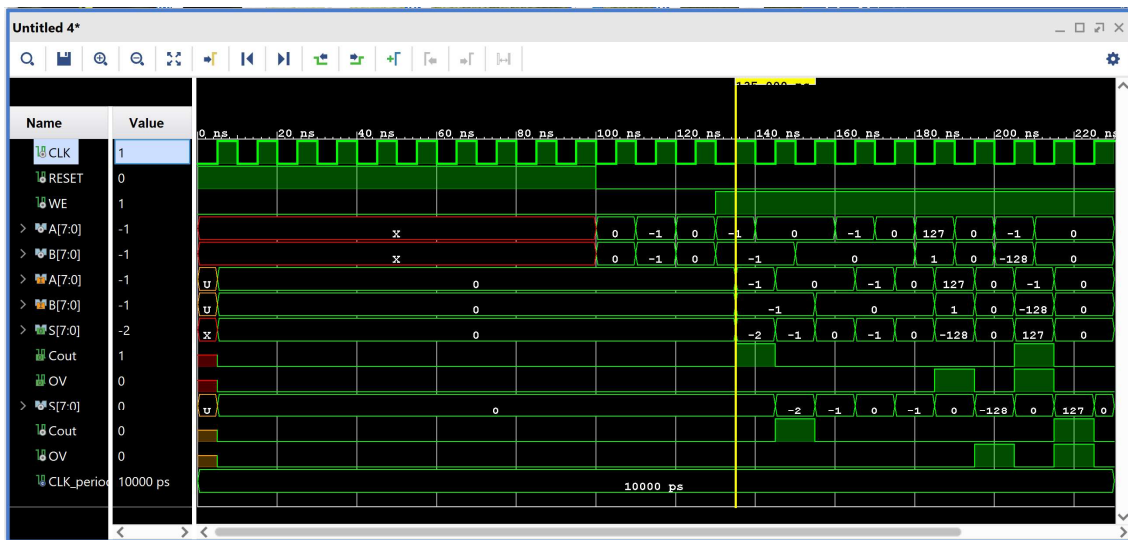 Untitled 4*
Name Value
0 ns 20 ns 40 ns 60 ns 80 ns 100 ns 120 ns 140 ns 160 ns 180 ns 200 ns 220 ns
CLK 1
RESET 0
WE 1
> A[7:0] -1 X 0 -1 0 -1 0 -1 0 127 0 -1 0
> B[7:0] -1 X 0 -1 0 -1 0 1 0 -128 0
> A[7:0] -1 U 0 -1 0 -1 0 127 0 -1 0
> B[7:0] -1 U 0 -1 0 1 0 -128 0
> S[7:0] -2 X 0 -2 -1 0 -1 0 -128 0 127 0
Cout 1
OV 0
> S[7:0] 0 U 0 -2 -1 0 -1 0 -128 0 127 0
Cout 0
OV 0
CLK_perio 10000 ps 10000 ps